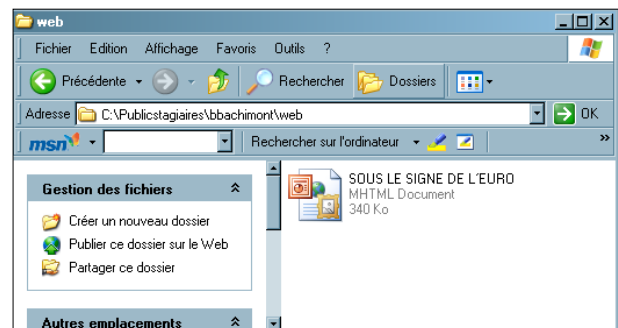 web
Fichier Edition Affichage Favoris Outils ?
Précédente Rechercher Dossiers
Adresse C:\Publicstagiaires\bbachimont\web OK
msn Rechercher sur l'ordinateur »
Gestion des fichiers
Créer un nouveau dossier
Publier ce dossier sur le Web
Partager ce dossier
Autres emplacements
SOUS LE SIGNE DE L'EURO
MHTML Document
340 Ko